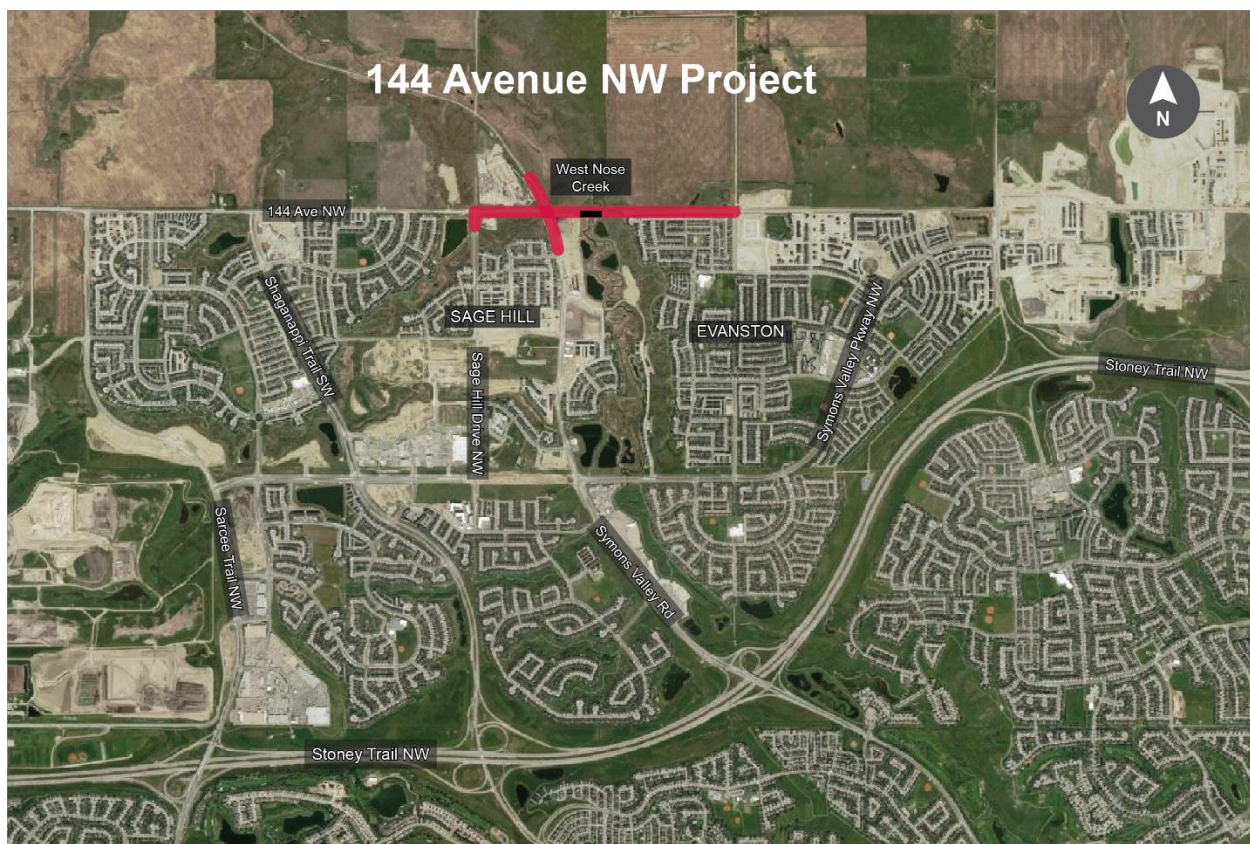 144 Avenue NW Project
N
West Nose
Creek
144 Ave NW
Shaganappi Trail SW
SAGE HILL
EVANSTON
Sage Hill Drive NW
Symons Valley Pkway NW
Stoney Trail NW
Sarcee Trail NW
Symons Valley Rd
Stoney Trail NW